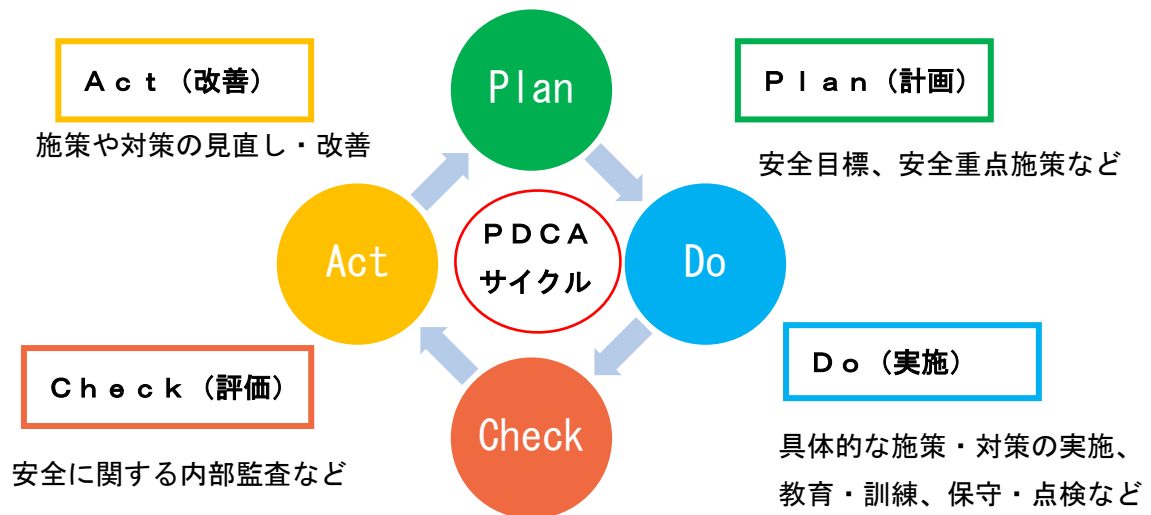 Act（改善）
施策や対策の見直し・改善
Plan
Plan（計画）
安全目標、安全重点施策など
Act
PDCA
サイクル
Do
Check（評価）
安全に関する内部監査など
Check
Do（実施）
具体的な施策・対策の実施、
教育・訓練、保守・点検など